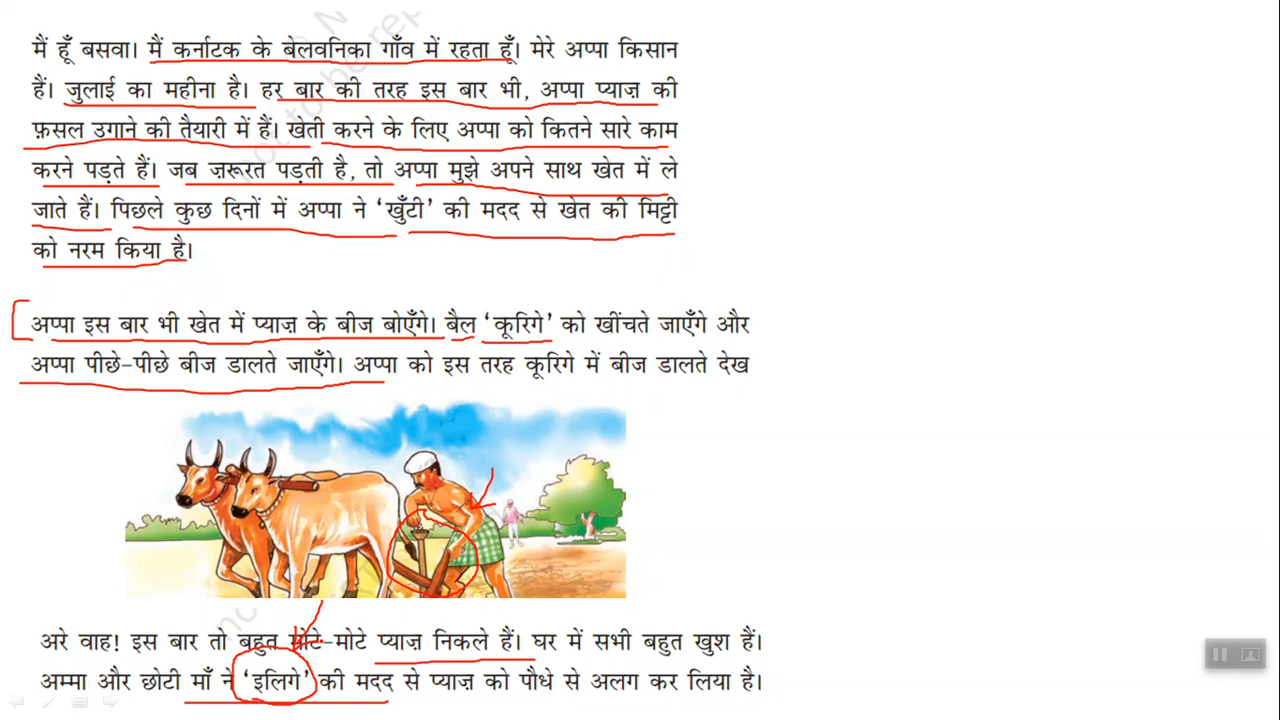 मैं हूँ बसवा। मैं कर्नाटक के बेलवनिका गाँव में रहता हूँ। मेरे अप्पा किसान
हैं। जुलाई का महीना है। हर बार की तरह इस बार भी, अप्पा प्याज़ की
फ़सल उगाने की तैयारी में हैं। खेती करने के लिए अप्पा को कितने सारे काम
करने पड़ते हैं। जब ज़रूरत पड़ती है, तो अप्पा मुझे अपने साथ खेत में ले
जाते हैं। पिछले कुछ दिनों में अप्पा ने ‘खुँटी’ की मदद से खेत की मिट्टी
को नरम किया है।
अप्पा इस बार भी खेत में प्याज़ के बीज बोएँगे। बैल ‘कूरिगे’ को खींचते जाएँगे और
अप्पा पीछे-पीछे बीज डालते जाएँगे। अप्पा को इस तरह कूरिगे में बीज डालते देख
अरे वाह! इस बार तो बहुत मोटे-मोटे प्याज़ निकले हैं। घर में सभी बहुत खुश हैं।
अम्मा और छोटी माँ ने ‘इलिगे’ की मदद से प्याज़ को पौधे से अलग कर लिया है।